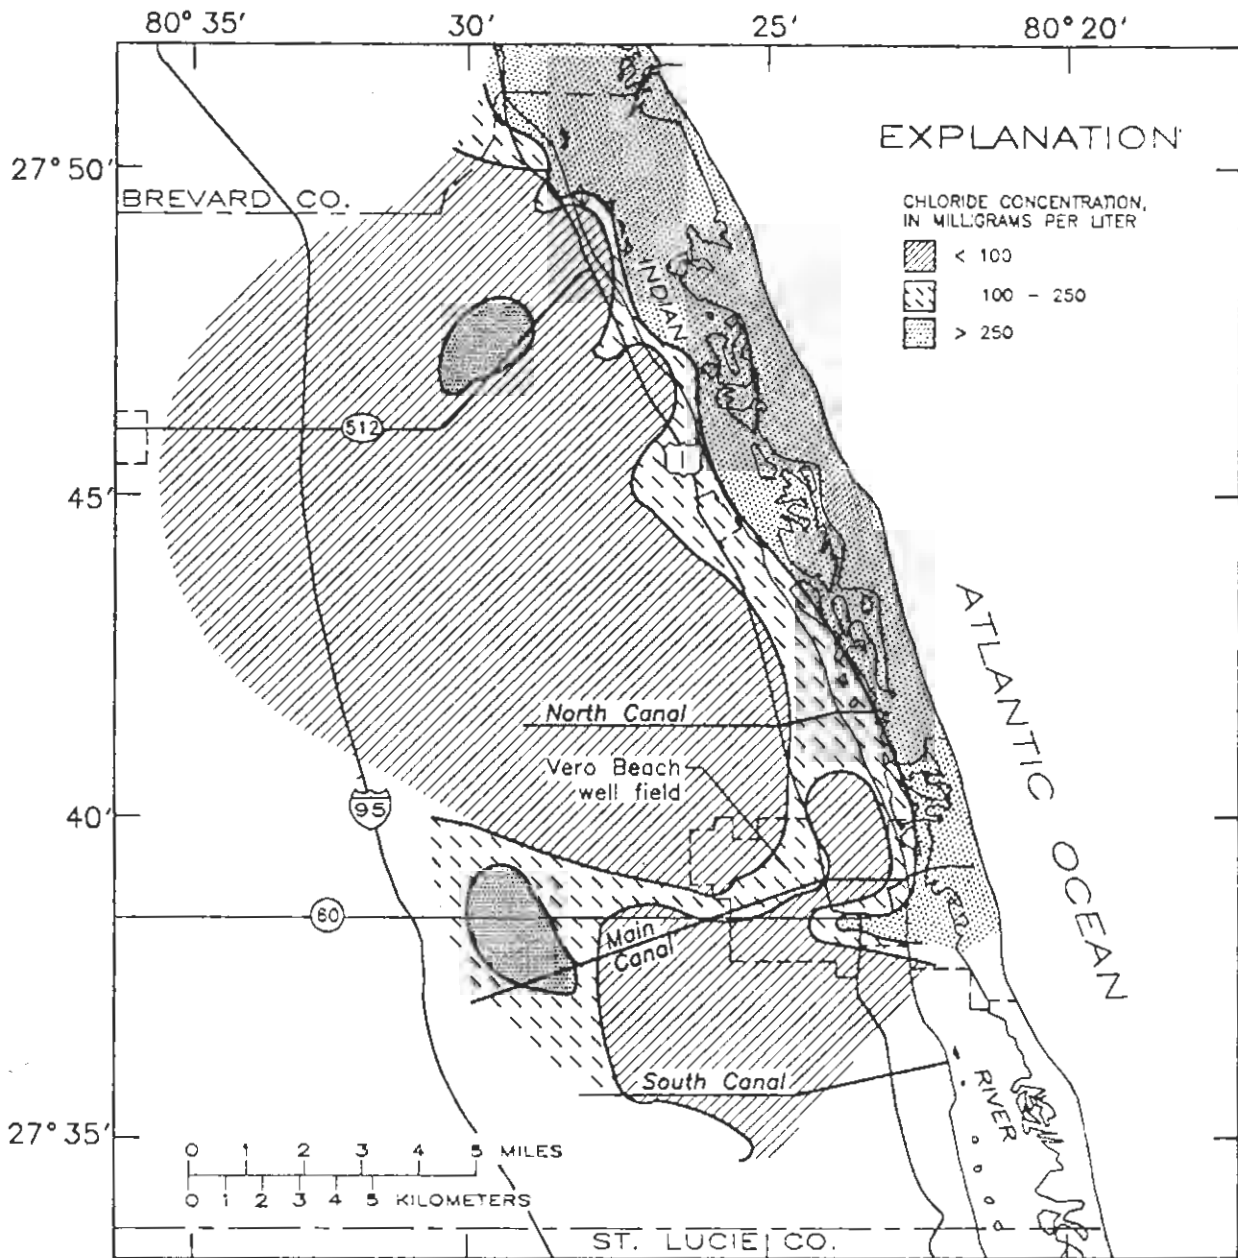 80° 35′ 30′ 25′ 80° 20′
EXPLANATION
27° 50′
BREVARD CO.
CHLORIDE CONCENTRATION,
IN MILLIGRAMS PER LITER
< 100
100 – 250
> 250
INDIAN
512
1
45′
ATLANTIC OCEAN
North Canal
Vero Beach
well field
95
40′
60
Main
Canal
South Canal
RIVER
27° 35′
0 1 2 3 4 5 MILES
0 1 2 3 4 5 KILOMETERS
ST. LUCIE CO.